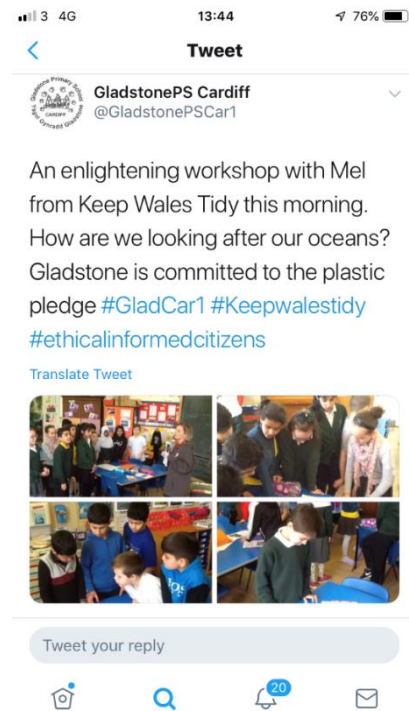 3 4G 13:44 76%
Tweet
GladstonePS Cardiff
@GladstonePSCar1
An enlightening workshop with Mel
from Keep Wales Tidy this morning.
How are we looking after our oceans?
Gladstone is committed to the plastic
pledge #GladCar1 #Keepwalestidy
#ethicalinformedcitizens
Translate Tweet
Tweet your reply
20